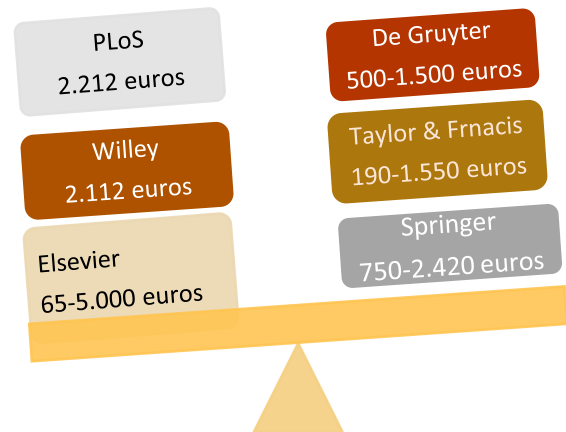 PLoS
2.212 euros
Willey
2.112 euros
Elsevier
65-5.000 euros
De Gruyter
500-1.500 euros
Taylor & Frnacis
190-1.550 euros
Springer
750-2.420 euros